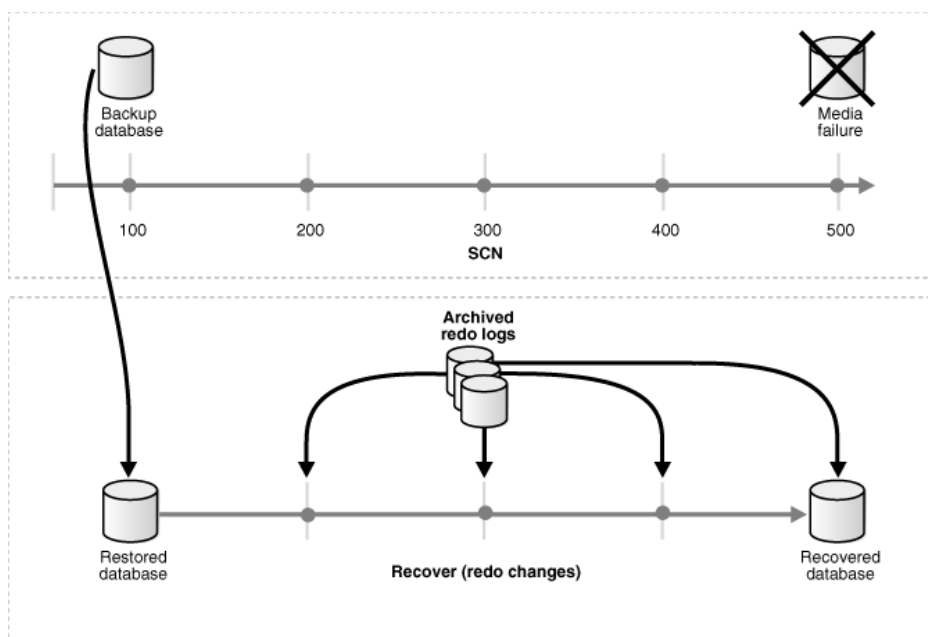 Backup
database
Media
failure
100
200
300
400
500
SCN
Archived
redo logs
Restored
database
Recover (redo changes)
Recovered
database